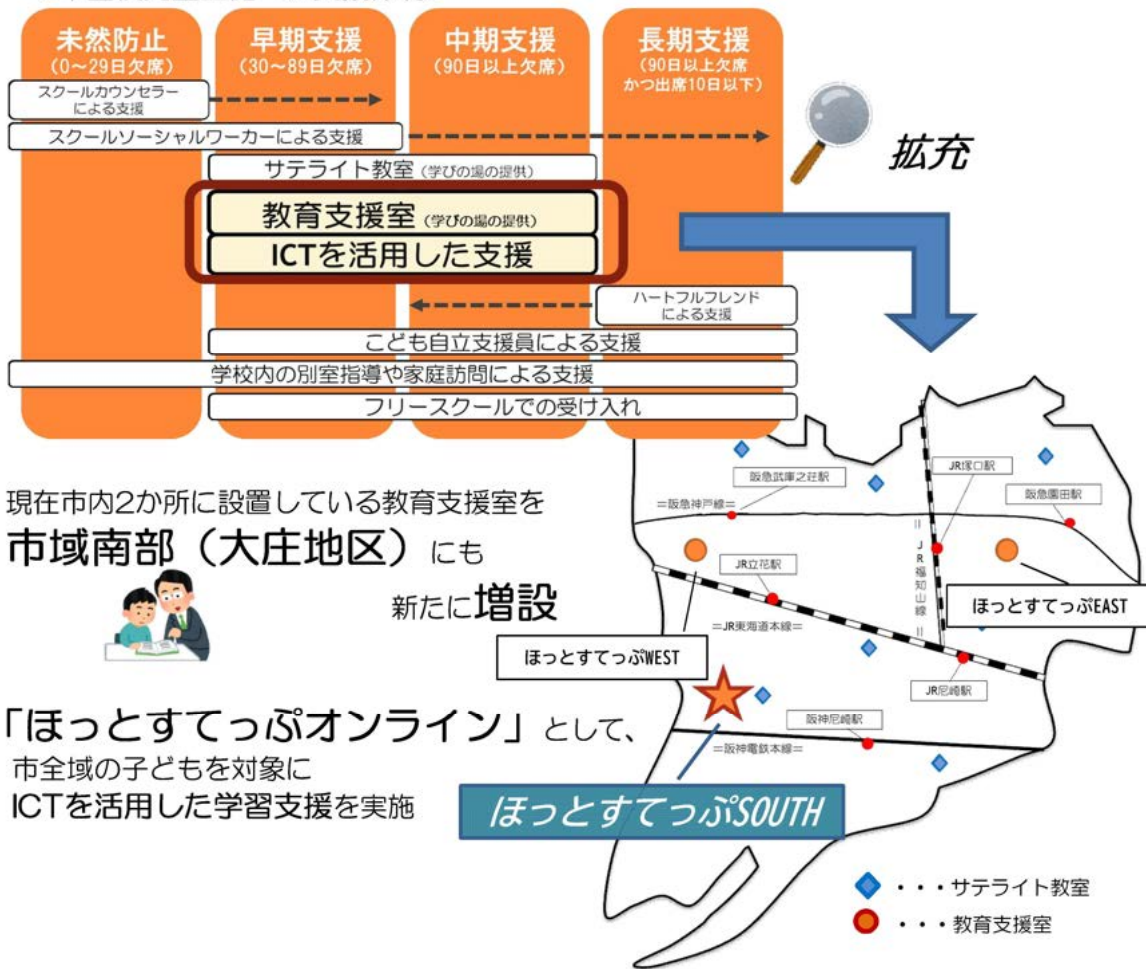 未然防止
(0～29日欠席)
早期支援
(30～89日欠席)
中期支援
(90日以上欠席)
長期支援
(90日以上欠席
かつ出席10日以下)
スクールカウンセラー
による支援
スクールソーシャルワーカーによる支援
サテライト教室 (学びの場の提供)
教育支援室 (学びの場の提供)
ICTを活用した支援
ハートフルフレンド
による支援
こども自立支援員による支援
学校内の別室指導や家庭訪問による支援
フリースクールでの受け入れ
拡充
現在市内2か所に設置している教育支援室を
市域南部（大庄地区）にも
新たに増設
「ほっとすてっぷオンライン」として、
市全域の子どもを対象に
ICTを活用した学習支援を実施
阪急武庫之荘駅
JR塚口駅
阪急園田駅
＝阪急神戸線＝
＝JR福知山線＝
JR立花駅
ほっとすてっぷEAST
＝JR東海道本線＝
ほっとすてっぷWEST
JR尼崎駅
阪神尼崎駅
＝阪神電鉄本線＝
ほっとすてっぷSOUTH
・・・サテライト教室
・・・教育支援室